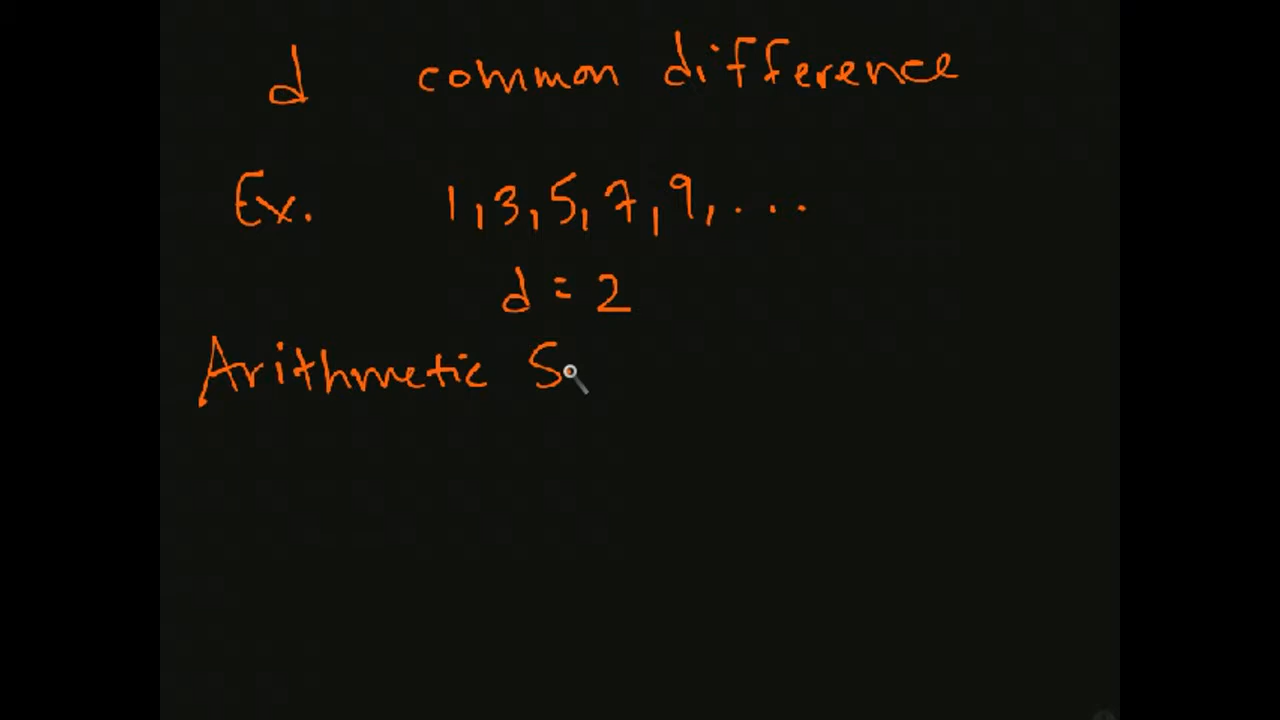 d common difference
Ex. 1, 3, 5, 7, 9, ...
d = 2
Arithmetic S